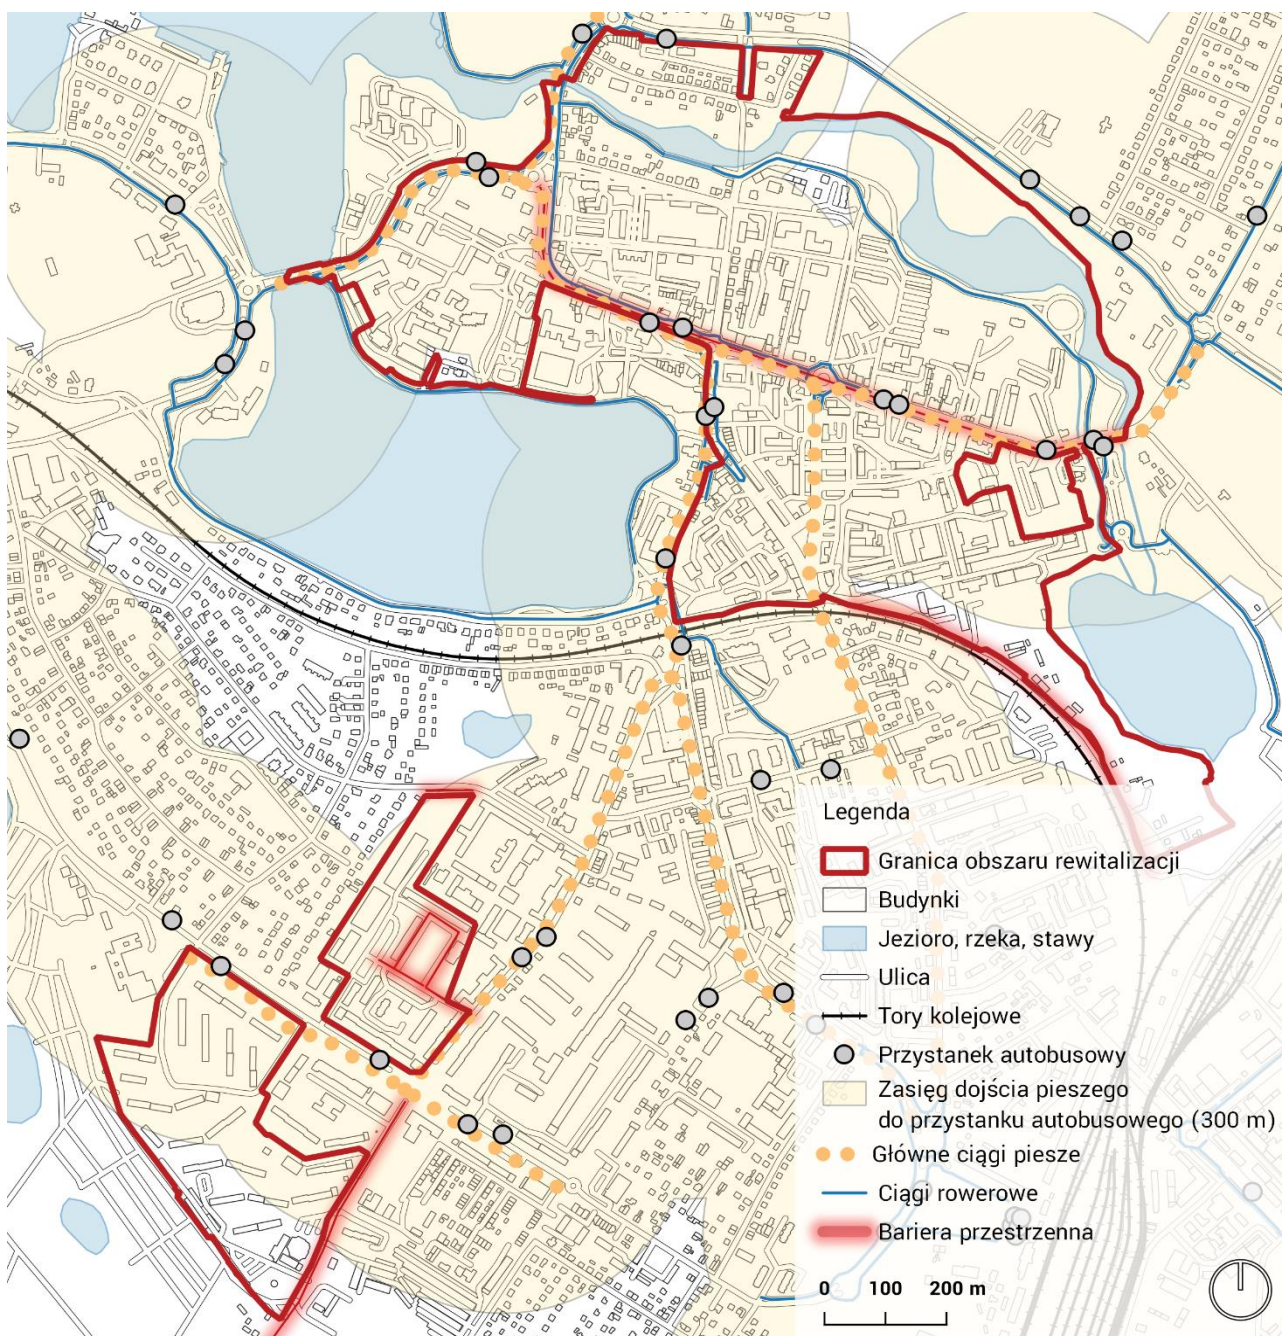 Legenda
Granica obszaru rewitalizacji
Budynki
Jezioro, rzeka, stawy
Ulica
Tory kolejowe
Przystanek autobusowy
Zasięg dojścia pieszego
do przystanku autobusowego (300 m)
Główne ciągi piesze
Ciągi rowerowe
Bariera przestrzenna
0 100 200 m